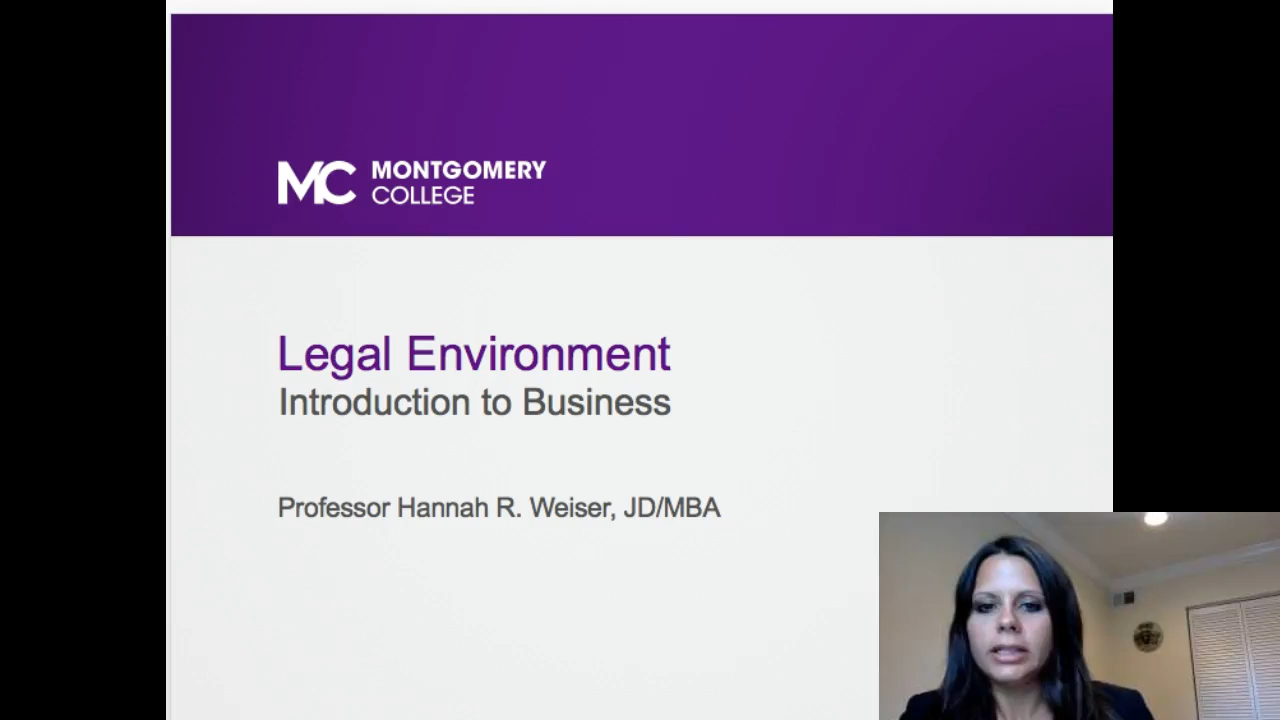 MC MONTGOMERY
COLLEGE
Legal Environment
Introduction to Business
Professor Hannah R. Weiser, JD/MBA